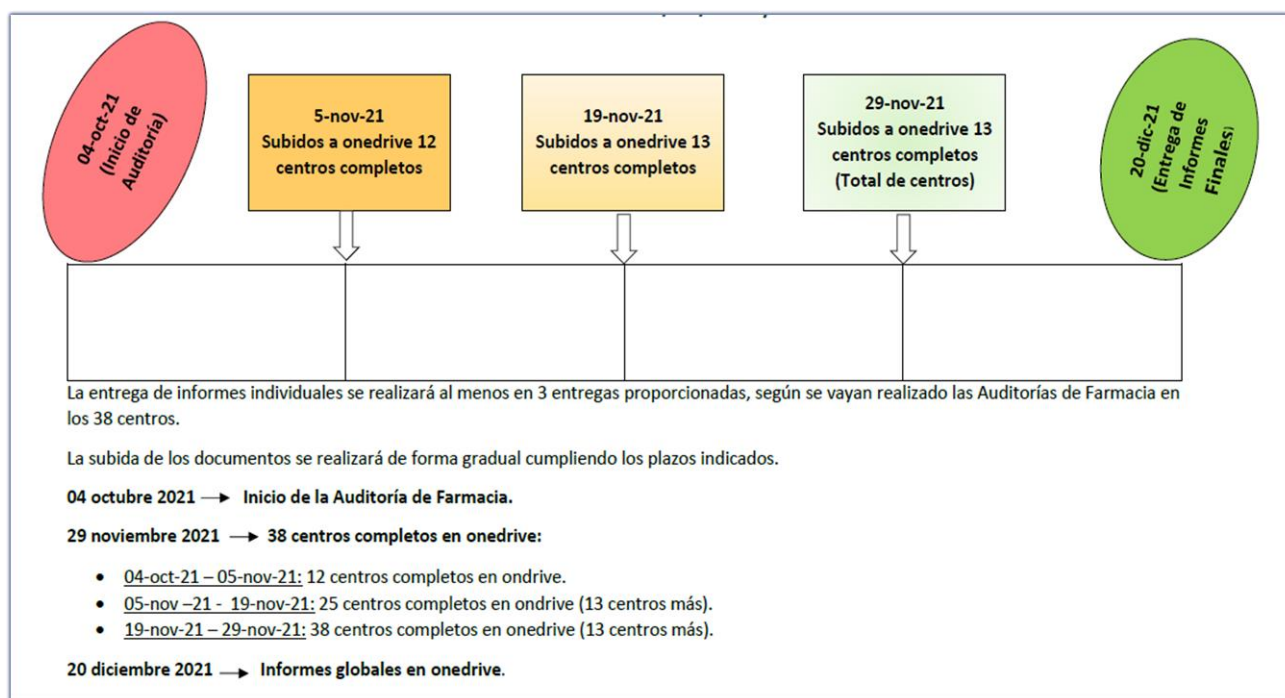 04-oct-21
(Inicio de
Auditoría)
5-nov-21
Subidos a onedrive 12
centros completos
19-nov-21
Subidos a onedrive 13
centros completos
29-nov-21
Subidos a onedrive 13
centros completos
(Total de centros)
20-dic-21
(Entrega de
Informes
Finales)
La entrega de informes individuales se realizará al menos en 3 entregas proporcionadas, según se vayan realizado las Auditorías de Farmacia en
los 38 centros.
La subida de los documentos se realizará de forma gradual cumpliendo los plazos indicados.
04 octubre 2021 → Inicio de la Auditoría de Farmacia.
29 noviembre 2021 → 38 centros completos en onedrive:
• 04-oct-21 – 05-nov-21: 12 centros completos en ondrive.
• 05-nov –21 - 19-nov-21: 25 centros completos en ondrive (13 centros más).
• 19-nov-21 – 29-nov-21: 38 centros completos en onedrive (13 centros más).
20 diciembre 2021 → Informes globales en onedrive.